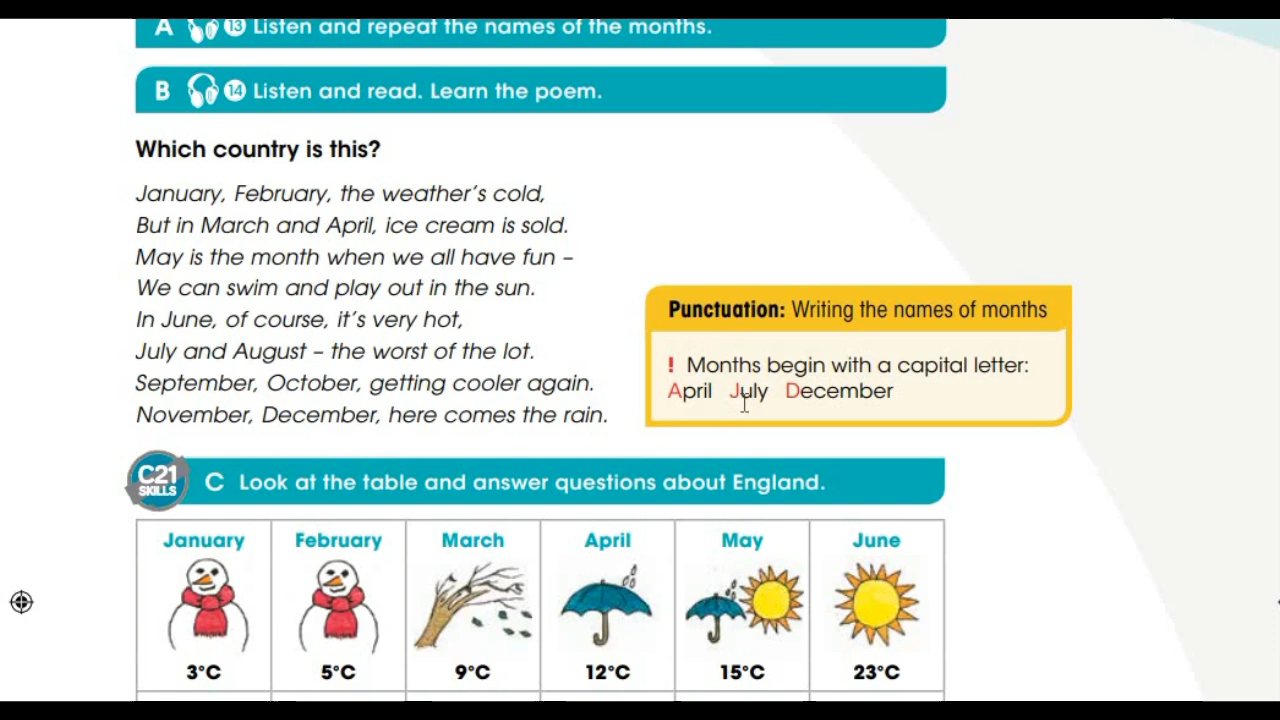 A 13 Listen and repeat the names of the months.
B 14 Listen and read. Learn the poem.
Which country is this?
January, February, the weather's cold,
But in March and April, ice cream is sold.
May is the month when we all have fun –
We can swim and play out in the sun.
In June, of course, it's very hot,
July and August – the worst of the lot.
September, October, getting cooler again.
November, December, here comes the rain.
Punctuation: Writing the names of months
! Months begin with a capital letter:
April July December
C21
SKILLS
C Look at the table and answer questions about England.
January February March April May June
3°C 5°C 9°C 12°C 15°C 23°C